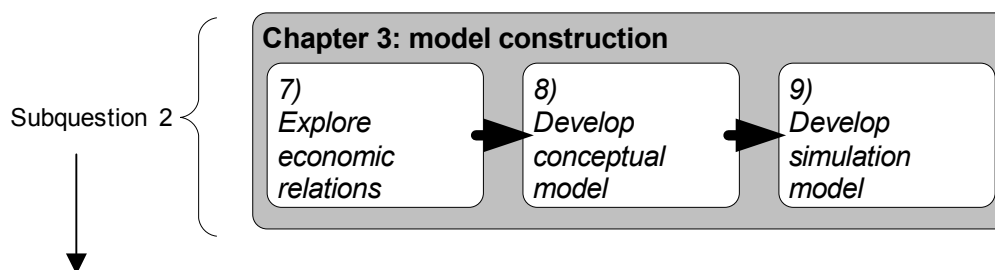 Chapter 3: model construction
Subquestion 2
7)
Explore
economic
relations
8)
Develop
conceptual
model
9)
Develop
simulation
model